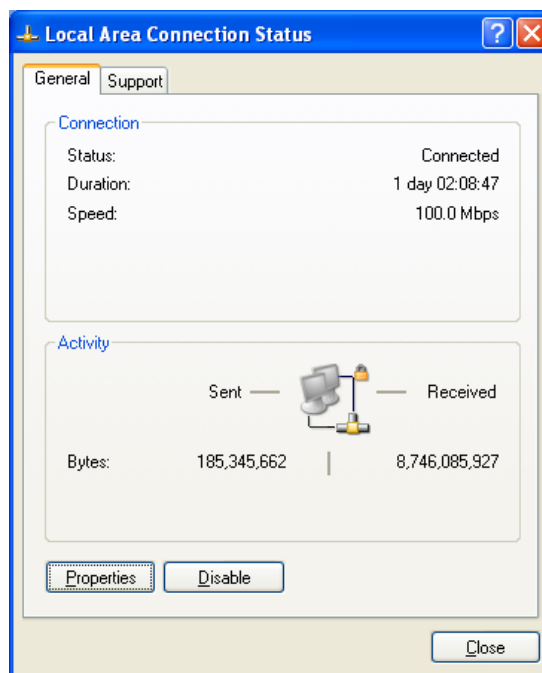 Local Area Connection Status
General Support
Connection
Status: Connected
Duration: 1 day 02:08:47
Speed: 100.0 Mbps
Activity
Sent Received
Bytes: 185,345,662 8,746,085,927
Properties Disable
Close